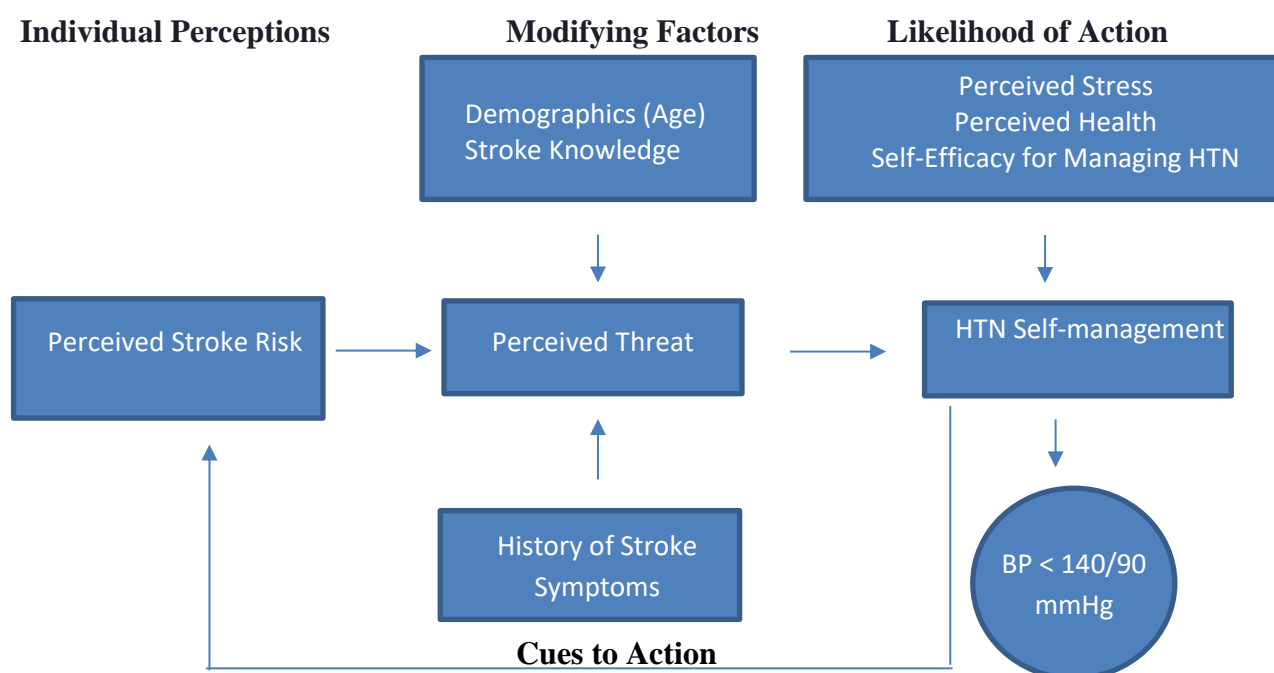 Individual Perceptions
Modifying Factors
Likelihood of Action
Demographics (Age)
Stroke Knowledge
Perceived Stress
Perceived Health
Self-Efficacy for Managing HTN
Perceived Stroke Risk
Perceived Threat
HTN Self-management
History of Stroke
Symptoms
BP < 140/90
mmHg
Cues to Action